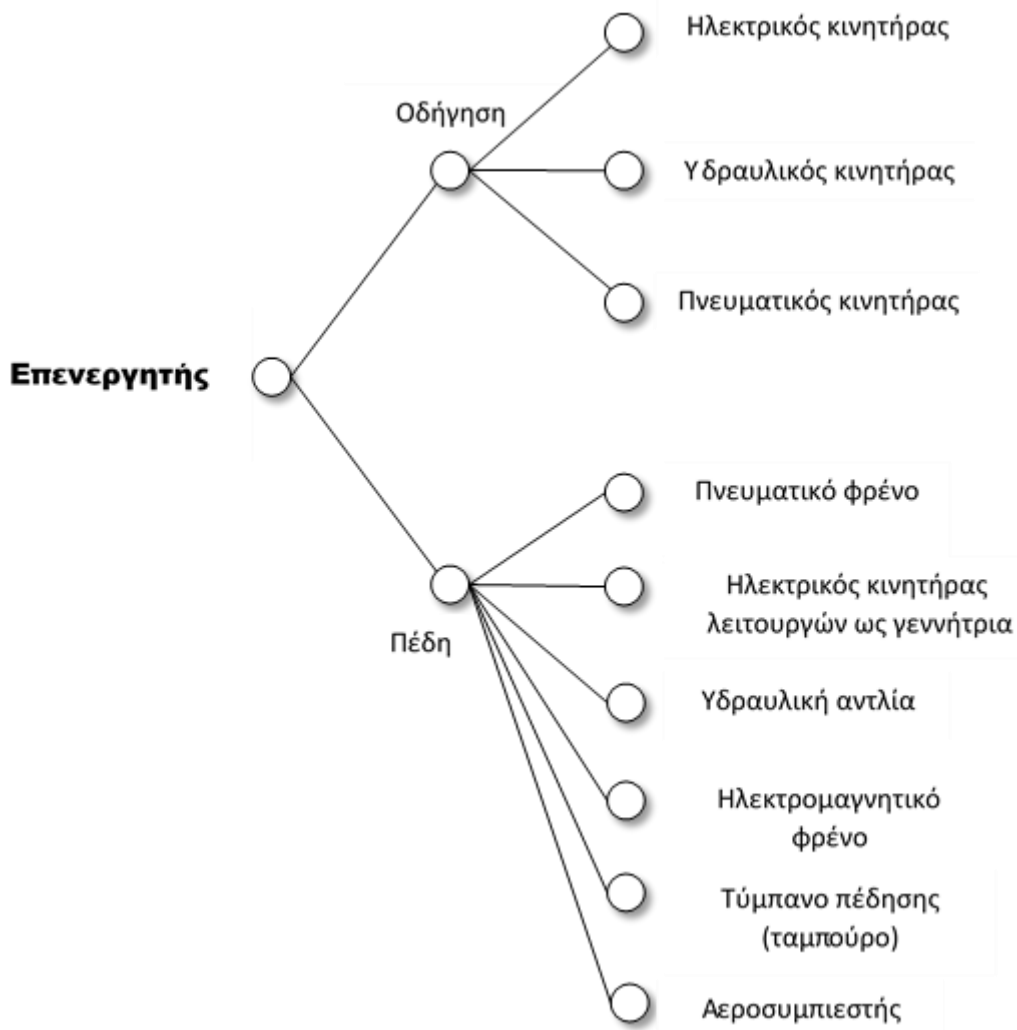 Ηλεκτρικός κινητήρας
Οδήγηση
Υδραυλικός κινητήρας
Πνευματικός κινητήρας
Επενεργητής
Πνευματικό φρένο
Ηλεκτρικός κινητήρας
λειτουργών ως γεννήτρια
Πέδη
Υδραυλική αντλία
Ηλεκτρομαγνητικό
φρένο
Τύμπανο πέδησης
(ταμπούρο)
Αεροσυμπιεστής